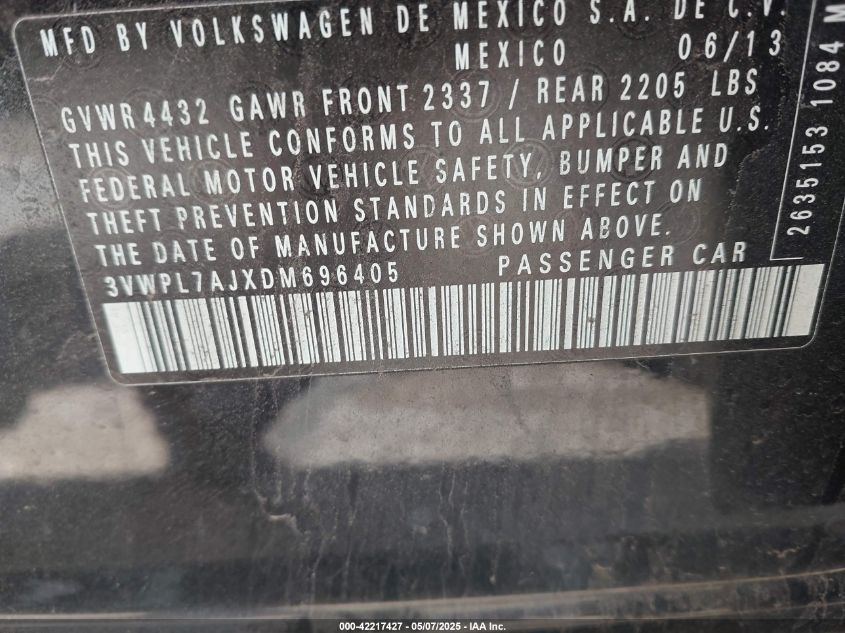 MFD BY VOLKSWAGEN DE MEXICO S.A. DE C.V.
MEXICO 06/13
GVWR 4432 GAWR FRONT 2337 / REAR 2205 LBS
THIS VEHICLE CONFORMS TO ALL APPLICABLE U.S.
FEDERAL MOTOR VEHICLE SAFETY, BUMPER AND
THEFT PREVENTION STANDARDS IN EFFECT ON
THE DATE OF MANUFACTURE SHOWN ABOVE.
3VWPL7AJXDM696405 PASSENGER CAR
2635153 1084 M
000-42217427 - 05/07/2025 - IAA Inc.